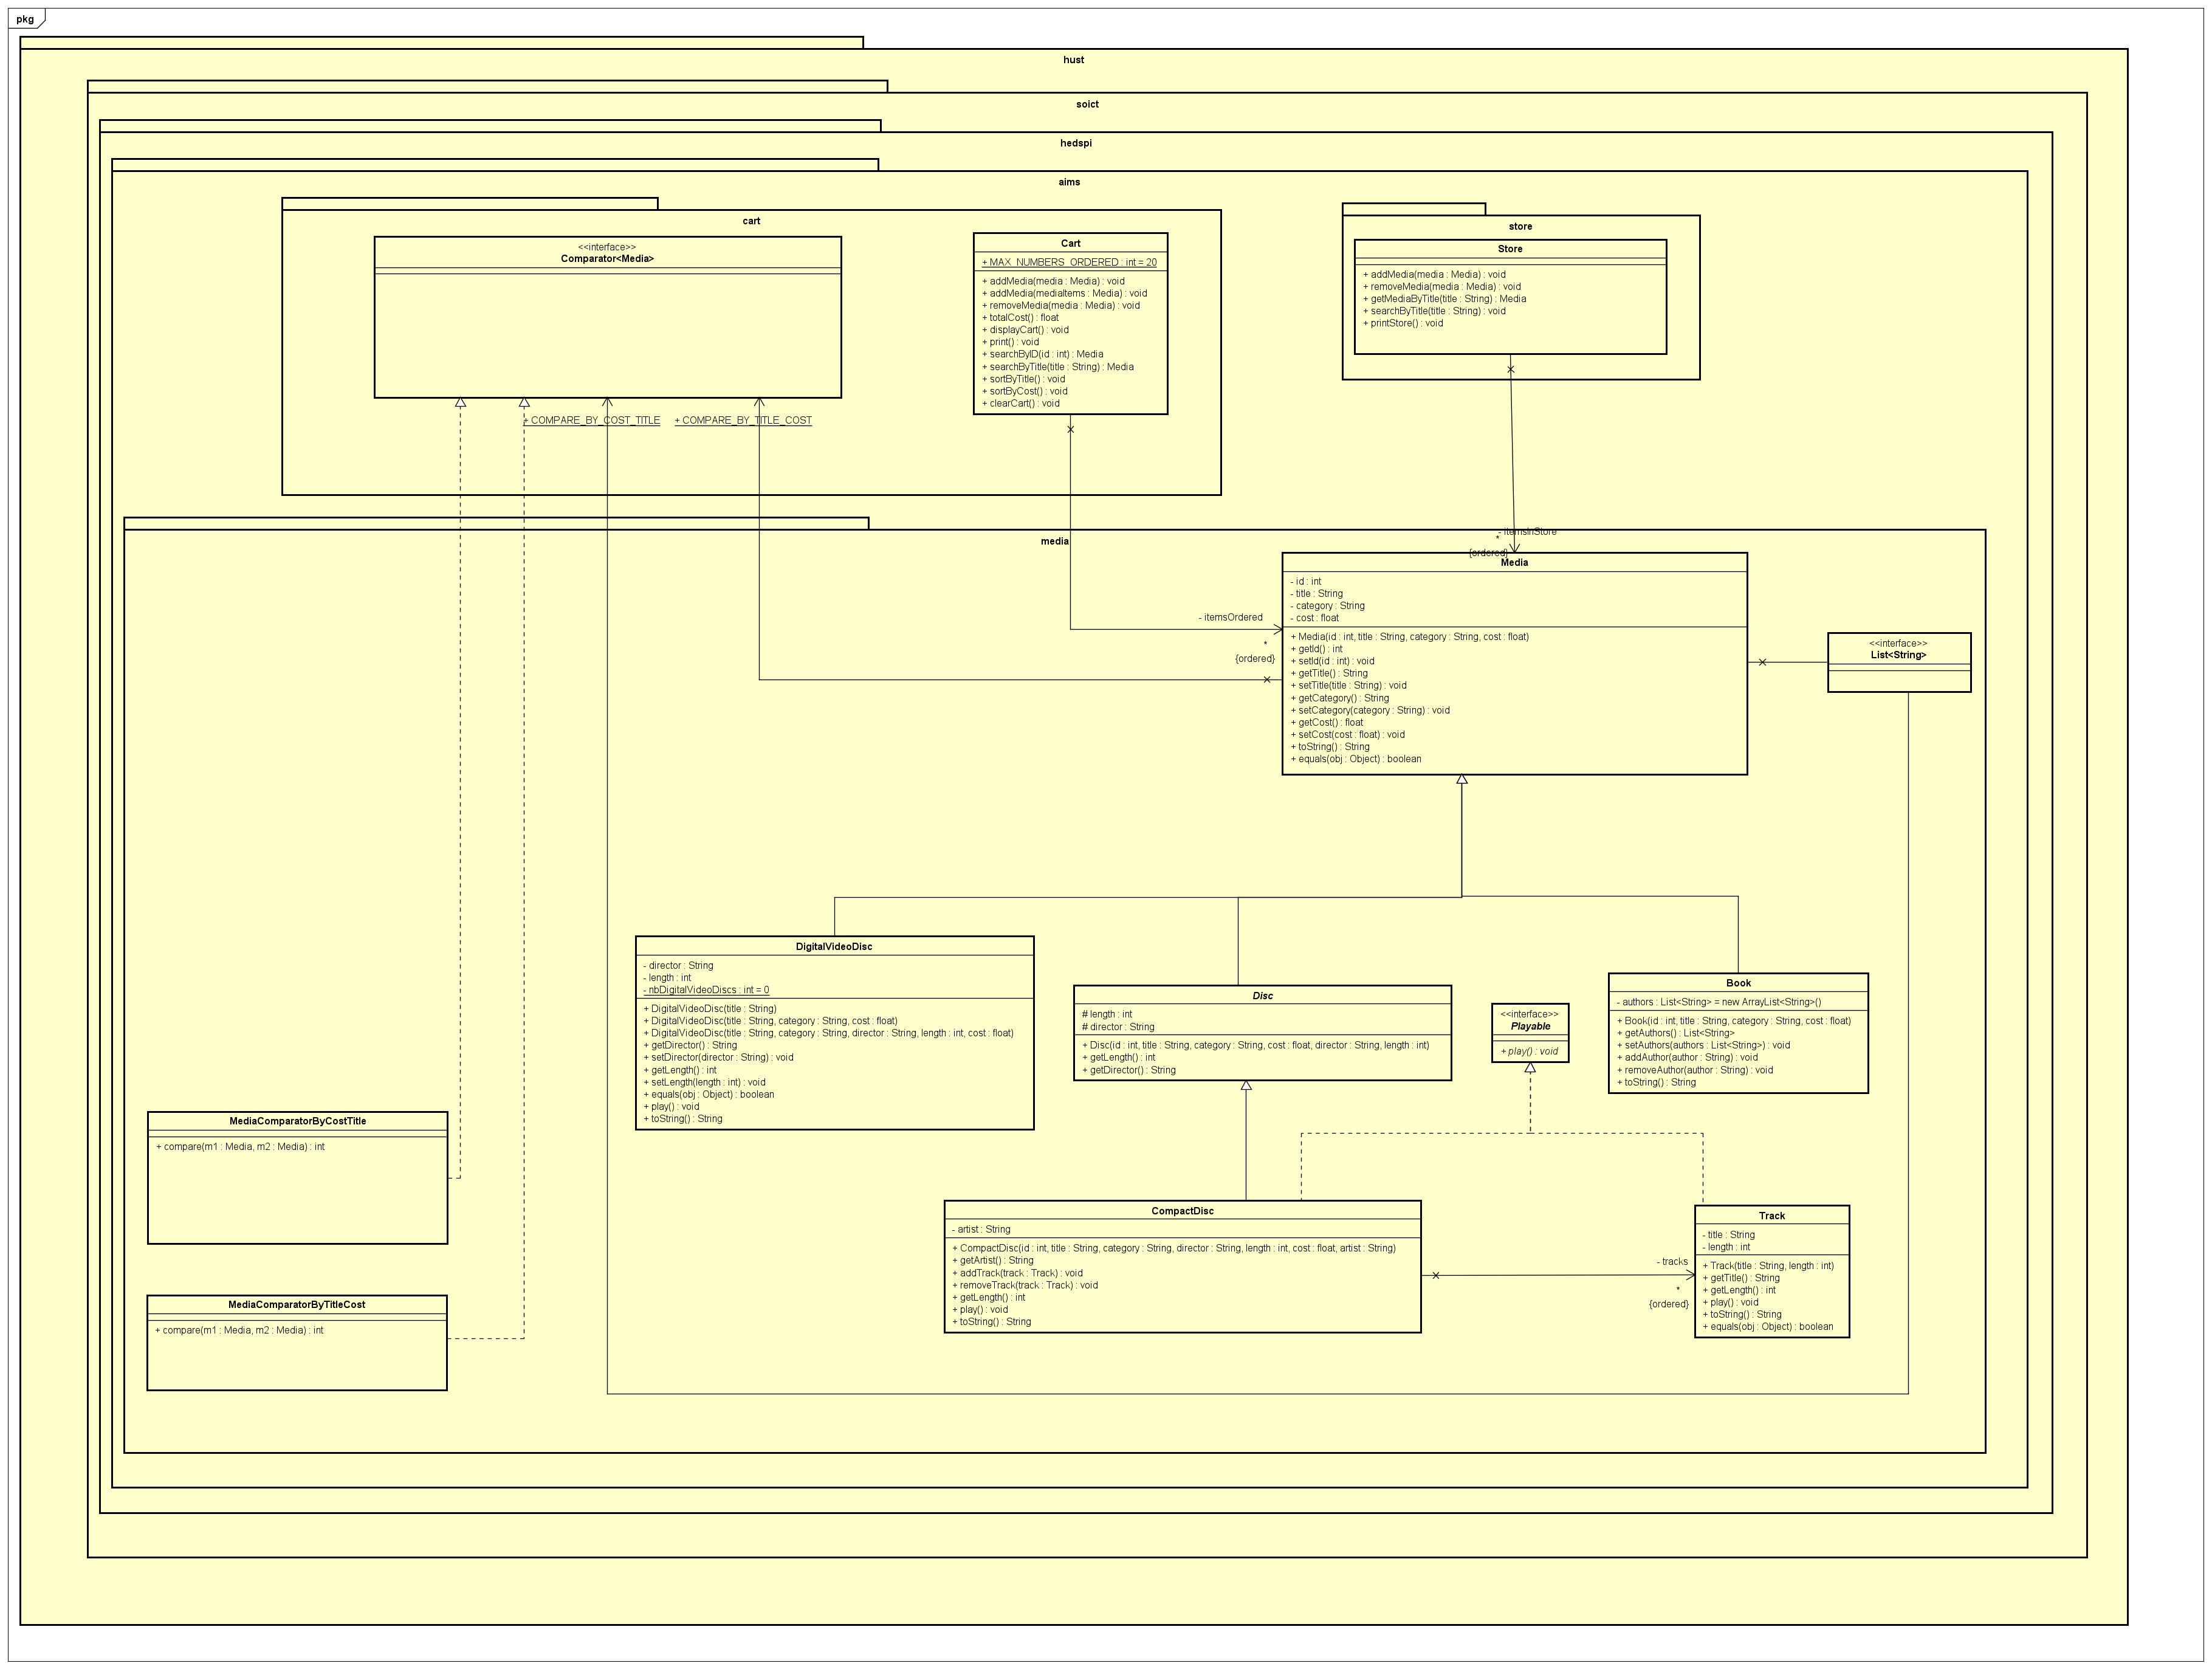 pkg
hust
soict
hedspi
aims
cart
<<interface>>
Comparator<Media>
Cart
+ MAX_NUMBERS_ORDERED : int = 20
+ addMedia(media : Media) : void
+ addMedia(mediaItems : Media) : void
+ removeMedia(media : Media) : void
+ totalCost() : float
+ displayCart() : void
+ print() : void
+ searchByID(id : int) : Media
+ searchByTitle(title : String) : Media
+ sortByTitle() : void
+ sortByCost() : void
+ clearCart() : void
store
Store
+ addMedia(media : Media) : void
+ removeMedia(media : Media) : void
+ getMediaByTitle(title : String) : Media
+ searchByTitle(title : String) : void
+ printStore() : void
+ COMPARE_BY_COST_TITLE
+ COMPARE_BY_TITLE_COST
media
- itemsInStore
*
{ordered}
- itemsOrdered
*
{ordered}
Media
- id : int
- title : String
- category : String
- cost : float
+ Media(id : int, title : String, category : String, cost : float)
+ getId() : int
+ setId(id : int) : void
+ getTitle() : String
+ setTitle(title : String) : void
+ getCategory() : String
+ setCategory(category : String) : void
+ getCost() : float
+ setCost(cost : float) : void
+ toString() : String
+ equals(obj : Object) : boolean
<<interface>>
List<String>
DigitalVideoDisc
- director : String
- length : int
- nbDigitalVideoDiscs : int = 0
+ DigitalVideoDisc(title : String)
+ DigitalVideoDisc(title : String, category : String, cost : float)
+ DigitalVideoDisc(title : String, category : String, director : String, length : int, cost : float)
+ getDirector() : String
+ setDirector(director : String) : void
+ getLength() : int
+ setLength(length : int) : void
+ equals(obj : Object) : boolean
+ play() : void
+ toString() : String
Disc
# length : int
# director : String
+ Disc(id : int, title : String, category : String, cost : float, director : String, length : int)
+ getLength() : int
+ getDirector() : String
<<interface>>
Playable
+ play() : void
Book
- authors : List<String> = new ArrayList<String>()
+ Book(id : int, title : String, category : String, cost : float)
+ getAuthors() : List<String>
+ setAuthors(authors : List<String>) : void
+ addAuthor(author : String) : void
+ removeAuthor(author : String) : void
+ toString() : String
MediaComparatorByCostTitle
+ compare(m1 : Media, m2 : Media) : int
MediaComparatorByTitleCost
+ compare(m1 : Media, m2 : Media) : int
CompactDisc
- artist : String
+ CompactDisc(id : int, title : String, category : String, director : String, length : int, cost : float, artist : String)
+ getArtist() : String
+ addTrack(track : Track) : void
+ removeTrack(track : Track) : void
+ getLength() : int
+ play() : void
+ toString() : String
- tracks
*
{ordered}
Track
- title : String
- length : int
+ Track(title : String, length : int)
+ getTitle() : String
+ getLength() : int
+ play() : void
+ toString() : String
+ equals(obj : Object) : boolean